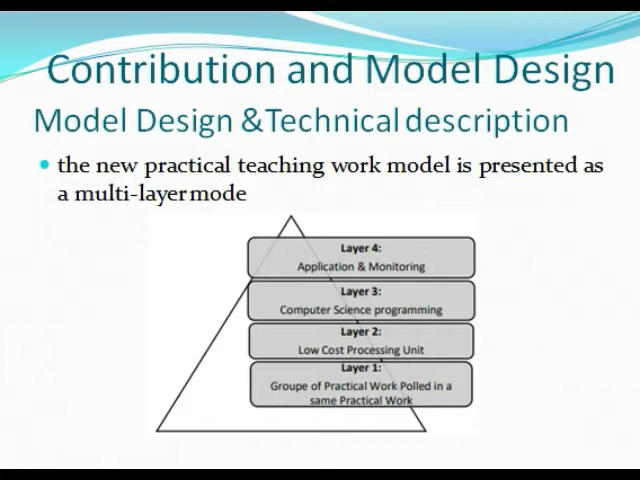 Contribution and Model Design
Model Design &Technical description
the new practical teaching work model is presented as
a multi-layer mode
Layer 4:
Application & Monitoring
Layer 3:
Computer Science programming
Layer 2:
Low Cost Processing Unit
Layer 1:
Groupe of Practical Work Polled in a
same Practical Work